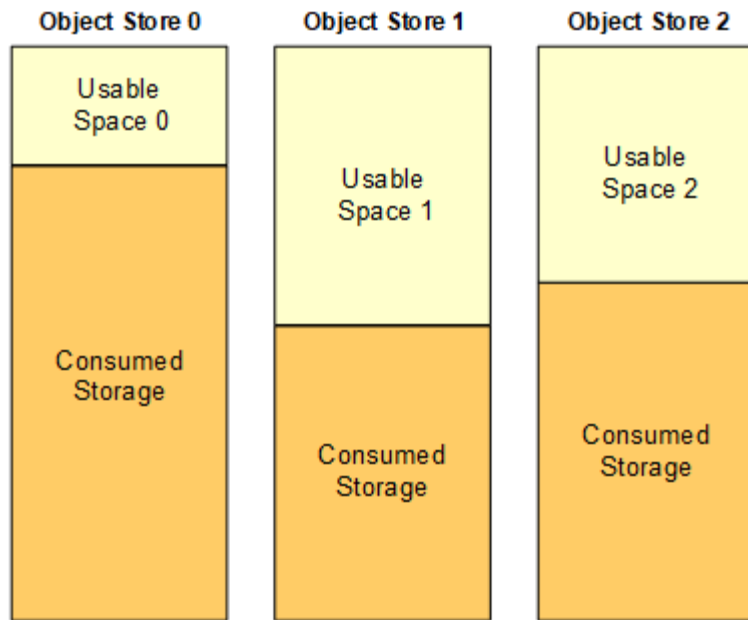 Object Store 0
Object Store 1
Object Store 2
Usable
Space 0
Usable
Space 1
Usable
Space 2
Consumed
Storage
Consumed
Storage
Consumed
Storage